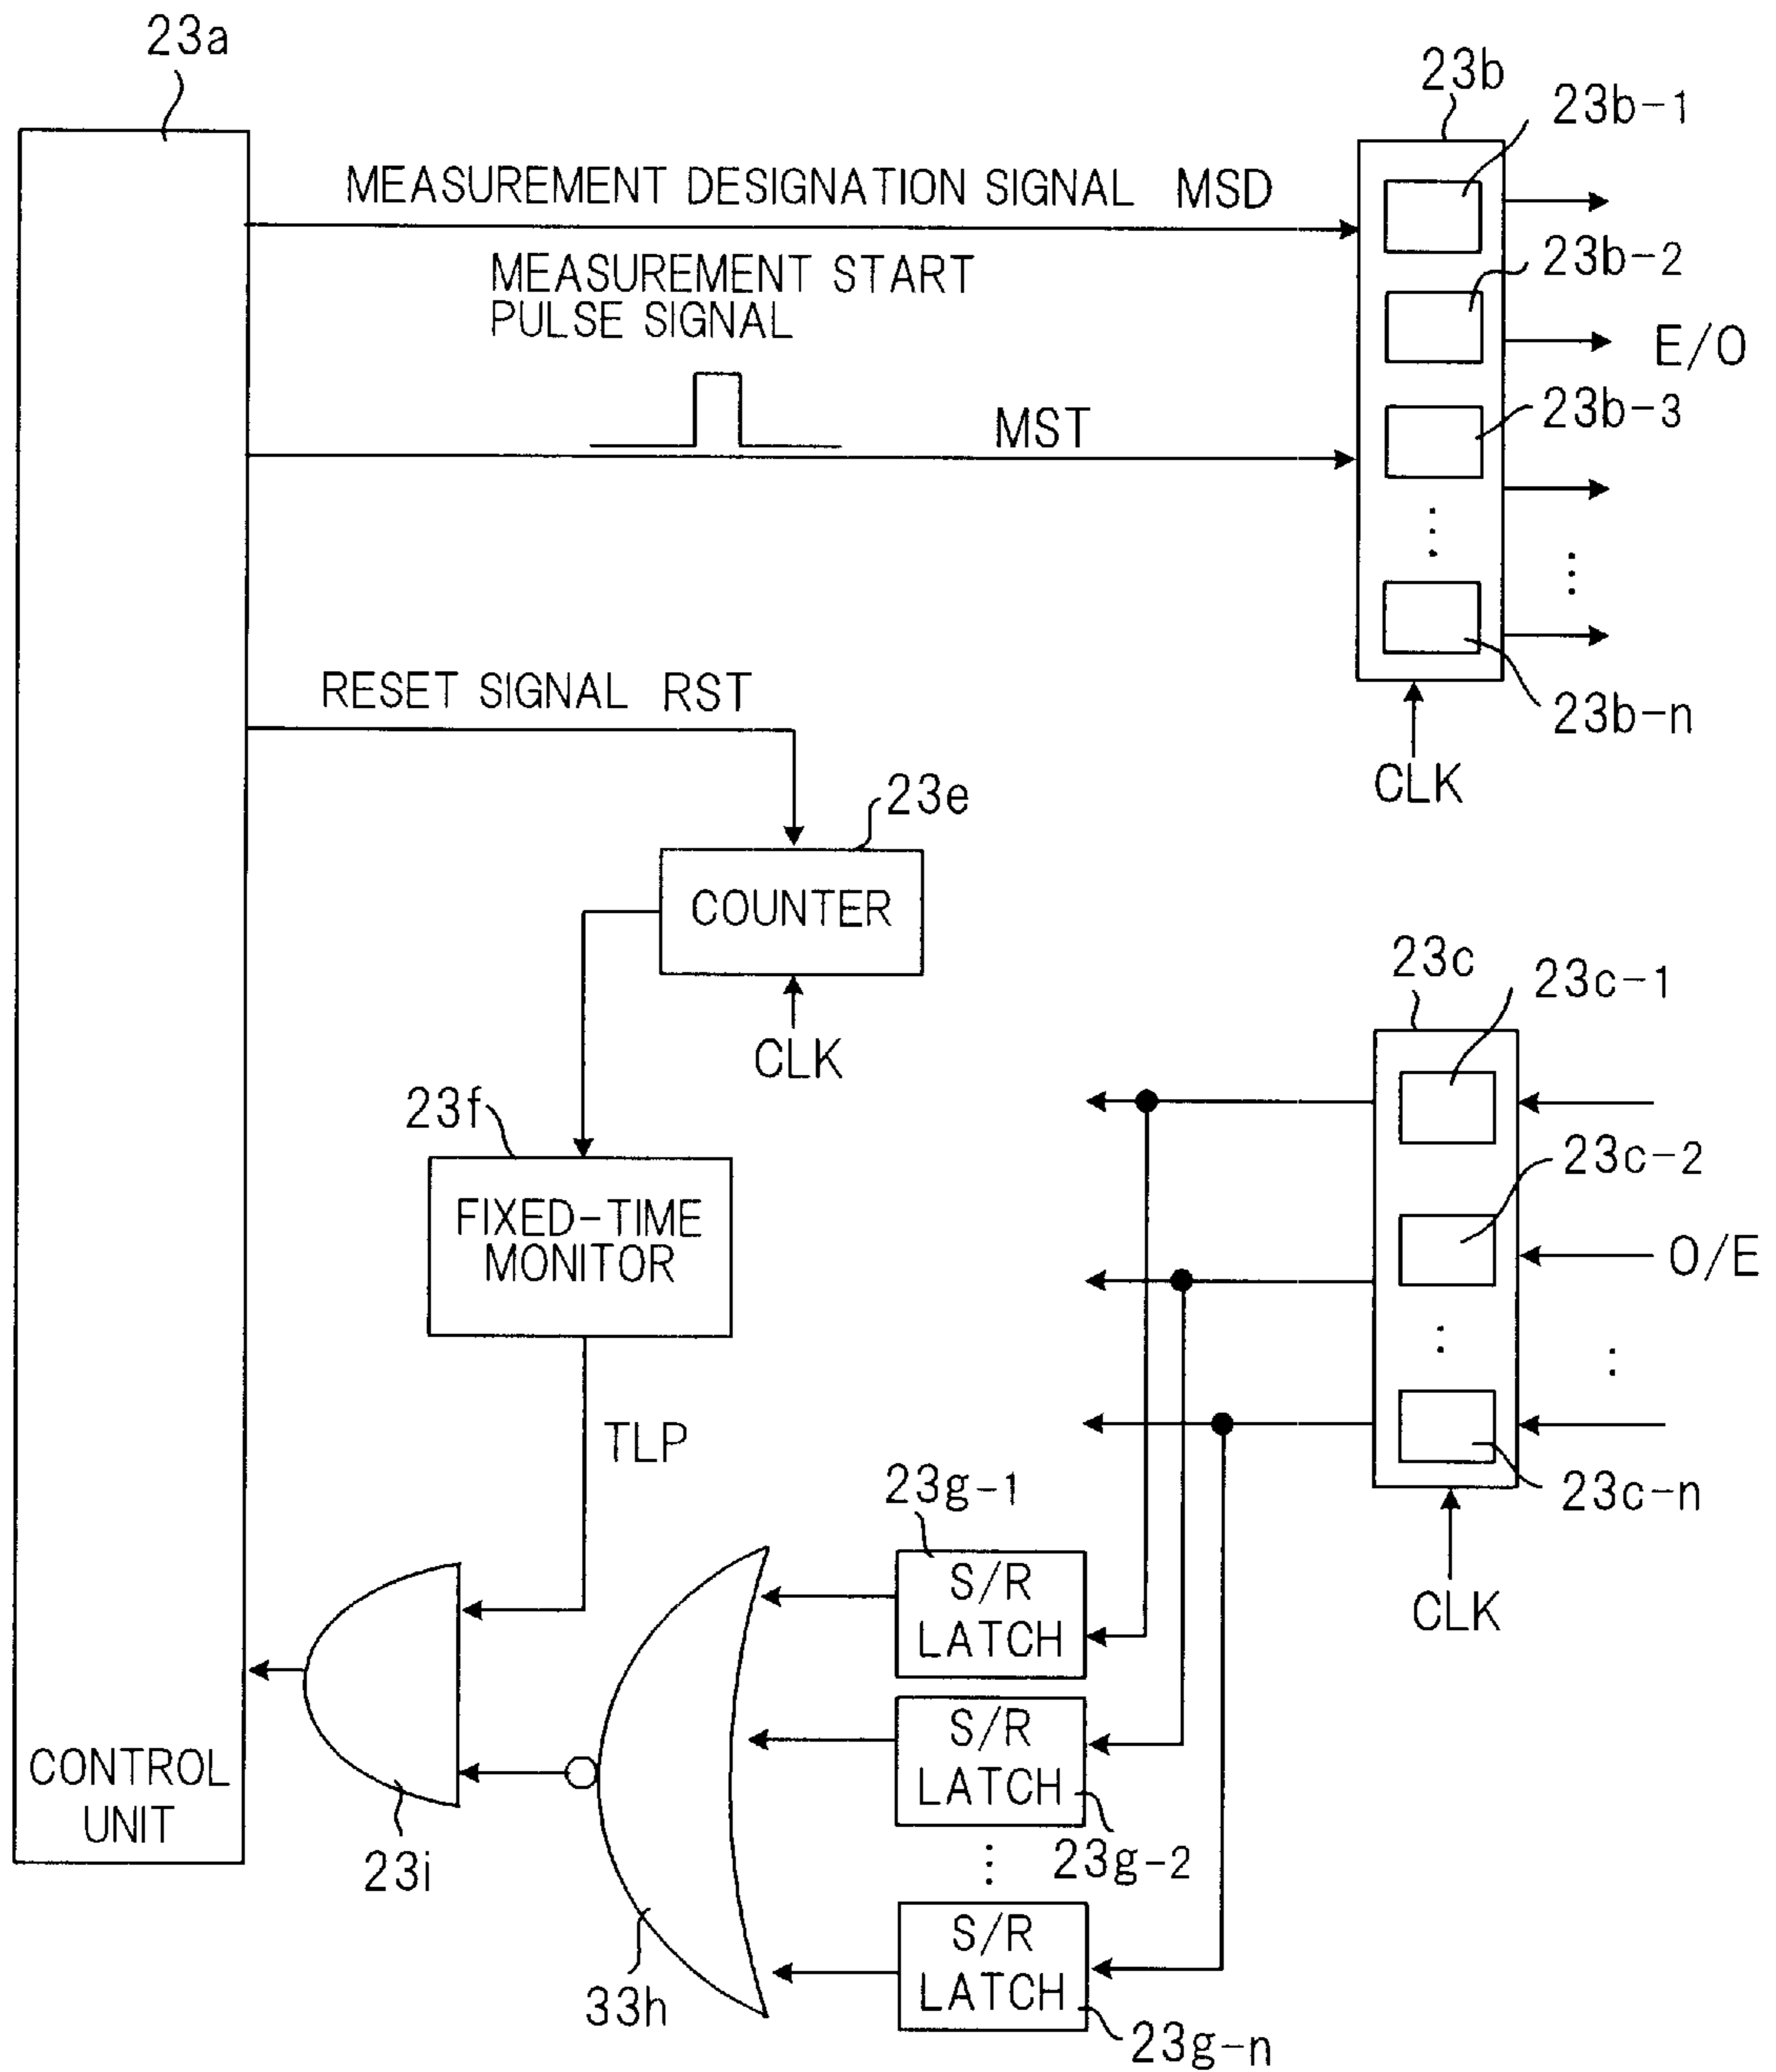 23a
23b
23b-1
MEASUREMENT DESIGNATION SIGNAL MSD
23b-2
MEASUREMENT START
PULSE SIGNAL
E/O
23b-3
MST
RESET SIGNAL RST
23b-n
CLK
23e
COUNTER
CLK
23c
23c-1
23f
23c-2
FIXED-TIME
MONITOR
O/E
TLP
23g-1
23c-n
S/R
LATCH
CLK
S/R
LATCH
CONTROL
UNIT
23i
23g-2
S/R
LATCH
33h
23g-n